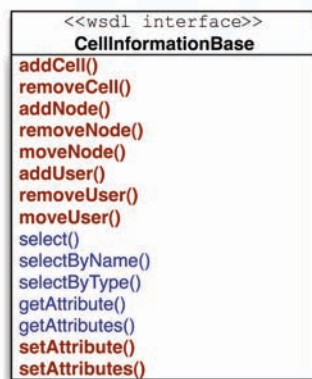 <<wsdl interface>>
CellInformationBase
addCell()
removeCell()
addNode()
removeNode()
moveNode()
addUser()
removeUser()
moveUser()
select()
selectByName()
selectByType()
getAttribute()
getAttributes()
setAttribute()
setAttributes()